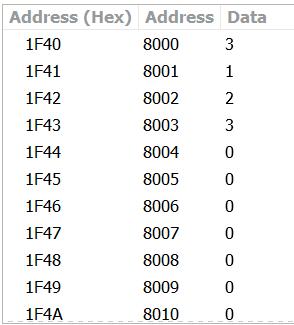 Address (Hex) Address Data
1F40 8000 3
1F41 8001 1
1F42 8002 2
1F43 8003 3
1F44 8004 0
1F45 8005 0
1F46 8006 0
1F47 8007 0
1F48 8008 0
1F49 8009 0
1F4A 8010 0